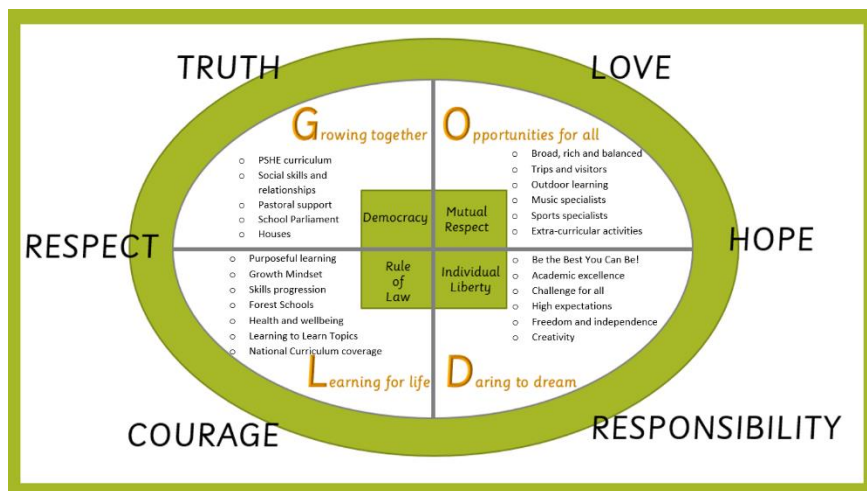 TRUTH
LOVE
Growing together
Opportunities for all
o PSHE curriculum
o Social skills and
relationships
o Pastoral support
o School Parliament
o Houses
o Broad, rich and balanced
o Trips and visitors
o Outdoor learning
o Music specialists
o Sports specialists
o Extra-curricular activities
Democracy
Mutual
Respect
RESPECT
HOPE
o Purposeful learning
o Growth Mindset
o Skills progression
o Forest Schools
o Health and wellbeing
o Learning to Learn Topics
o National Curriculum coverage
Rule
of
Law
Individual
Liberty
o Be the Best You Can Be!
o Academic excellence
o Challenge for all
o High expectations
o Freedom and independence
o Creativity
Learning for life
Daring to dream
COURAGE
RESPONSIBILITY